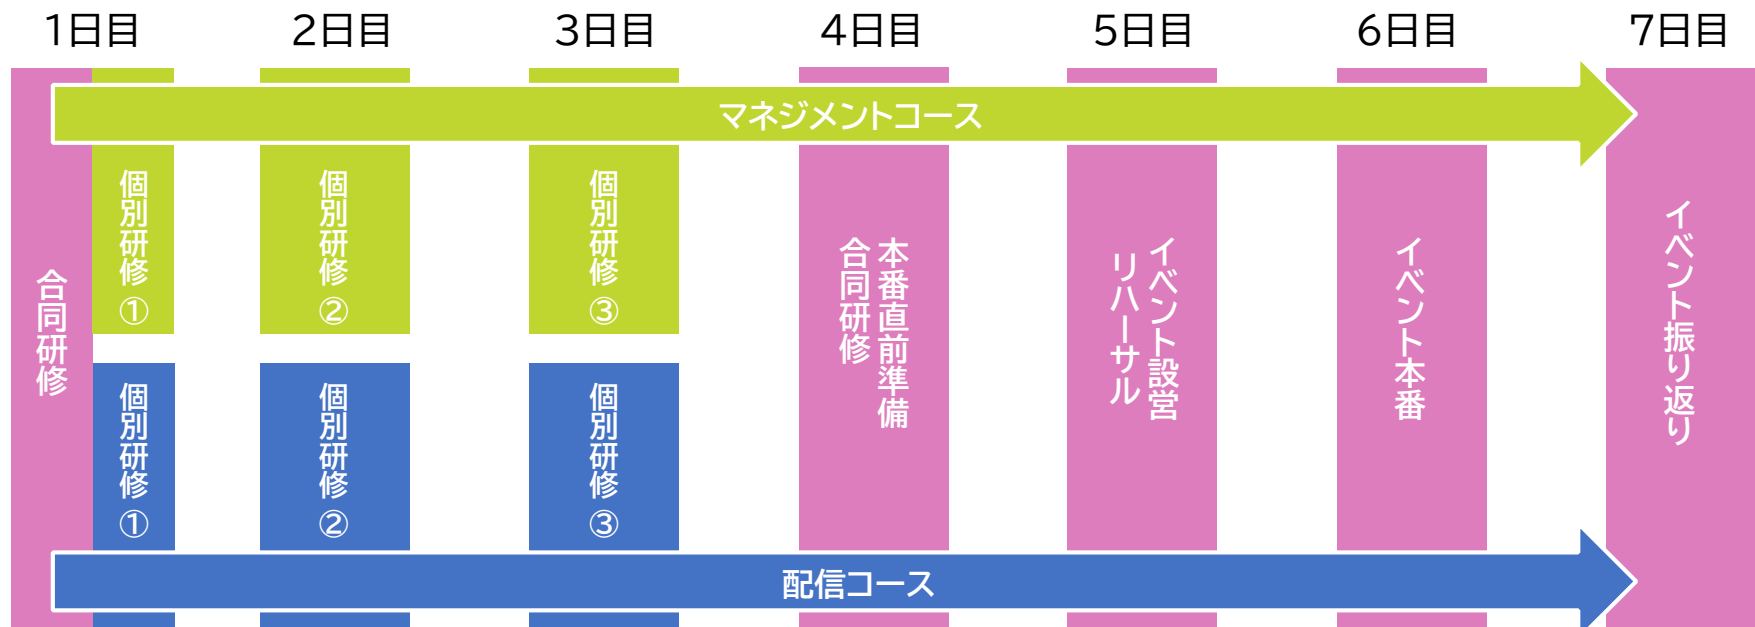 1日目
2日目
3日目
4日目
5日目
6日目
7日目
マネジメントコース
合同研修
個別研修①
個別研修②
個別研修③
個別研修①
個別研修②
個別研修③
本番直前準備
合同研修
イベント設営
リハーサル
イベント本番
イベント振り返り
配信コース